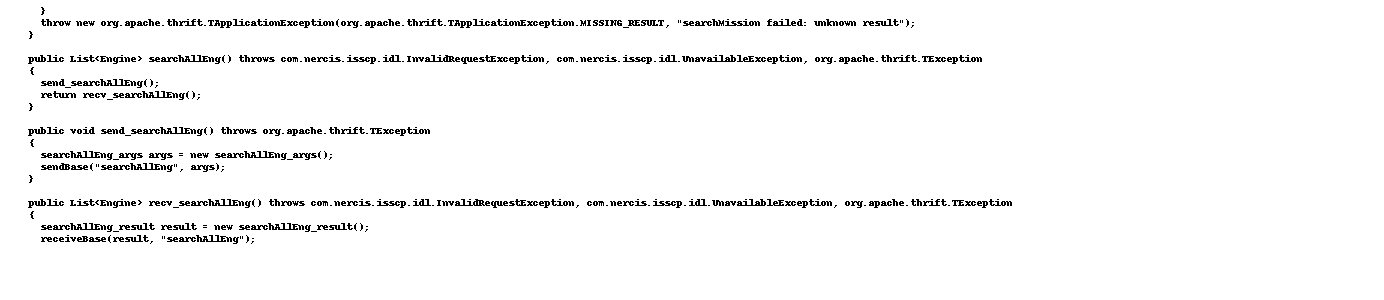 }
throw new org.apache.thrift.TApplicationException(org.apache.thrift.TApplicationException.MISSING_RESULT, "searchMission failed: unknown result");
}
public List<Engine> searchAllEng() throws com.nercis.isscp.idl.InvalidRequestException, com.nercis.isscp.idl.UnavailableException, org.apache.thrift.TException
{
send_searchAllEng();
return recv_searchAllEng();
}
public void send_searchAllEng() throws org.apache.thrift.TException
{
searchAllEng_args args = new searchAllEng_args();
sendBase("searchAllEng", args);
}
public List<Engine> recv_searchAllEng() throws com.nercis.isscp.idl.InvalidRequestException, com.nercis.isscp.idl.UnavailableException, org.apache.thrift.TException
{
searchAllEng_result result = new searchAllEng_result();
receiveBase(result, "searchAllEng");